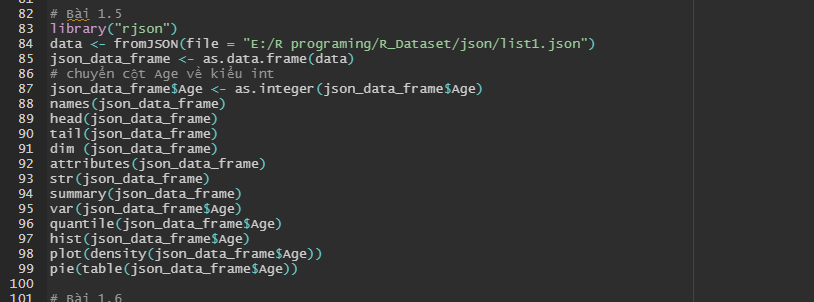 82 # Bài 1.5
83 library("rjson")
84 data <- fromJSON(file = "E:/R programing/R_Dataset/json/list1.json")
85 json_data_frame <- as.data.frame(data)
86 # chuyển cột Age về kiểu int
87 json_data_frame$Age <- as.integer(json_data_frame$Age)
88 names(json_data_frame)
89 head(json_data_frame)
90 tail(json_data_frame)
91 dim (json_data_frame)
92 attributes(json_data_frame)
93 str(json_data_frame)
94 summary(json_data_frame)
95 var(json_data_frame$Age)
96 quantile(json_data_frame$Age)
97 hist(json_data_frame$Age)
98 plot(density(json_data_frame$Age))
99 pie(table(json_data_frame$Age))
100
101 # Bài 1.6